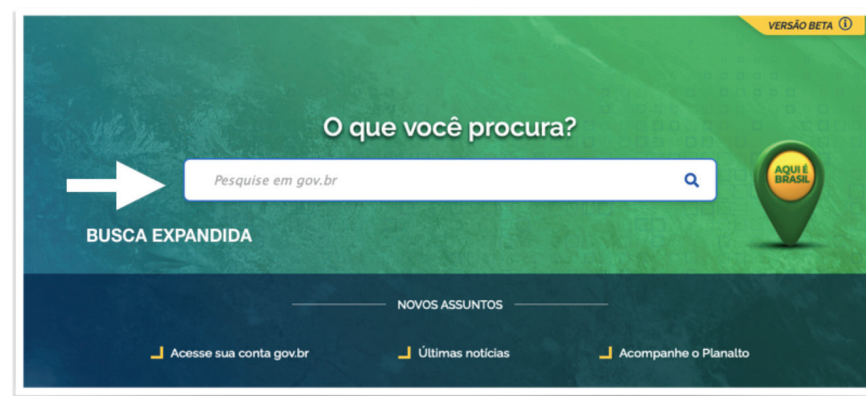 VERSÃO BETA
O que você procura?
Pesquise em gov.br
AQUI É
BRASIL
BUSCA EXPANDIDA
NOVOS ASSUNTOS
Acesse sua conta gov.br
Últimas notícias
Acompanhe o Planalto